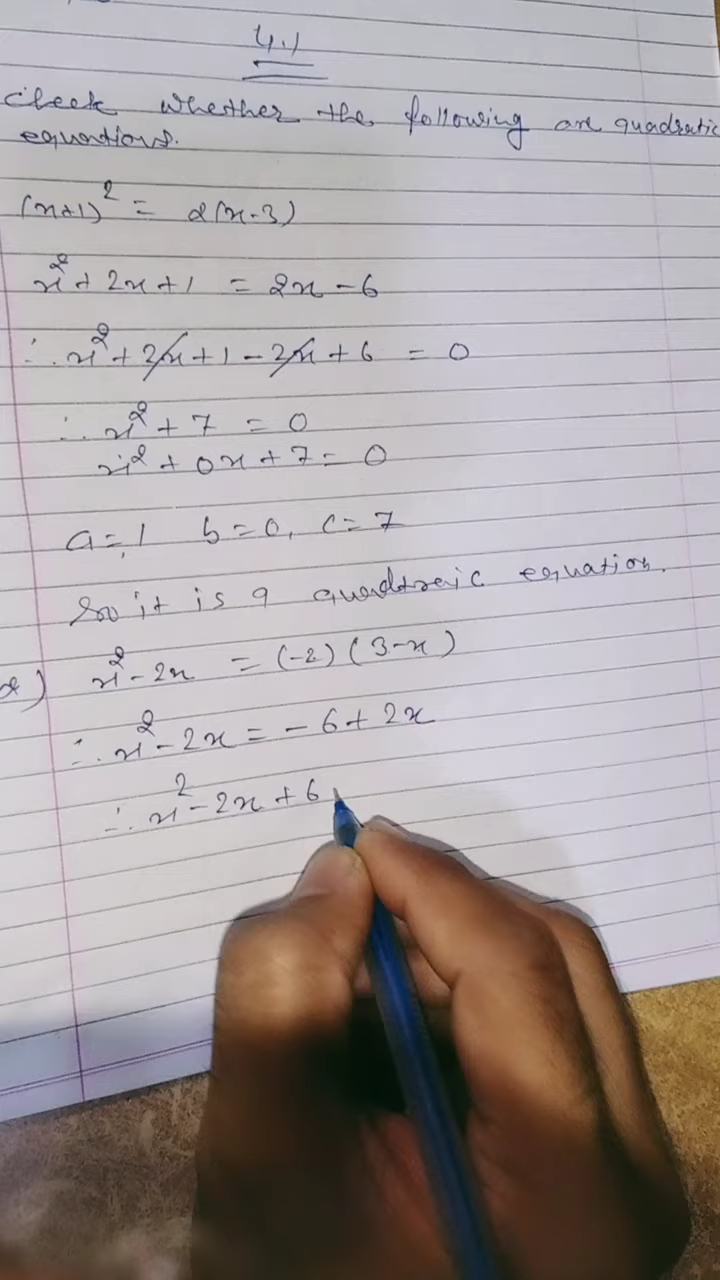 4.1
Check whether the following are quadratic
equations.
(x+1)² = 2(x-3)
x² + 2x + 1 = 2x - 6
∴ x² + 2x + 1 - 2x + 6 = 0
∴ x² + 7 = 0
x² + 0x + 7 = 0
a = 1 b = 0, c = 7
So it is a quadtraic equation.
2) x² - 2x = (-2)(3-x)
∴ x² - 2x = -6 + 2x
∴ x² - 2x + 6